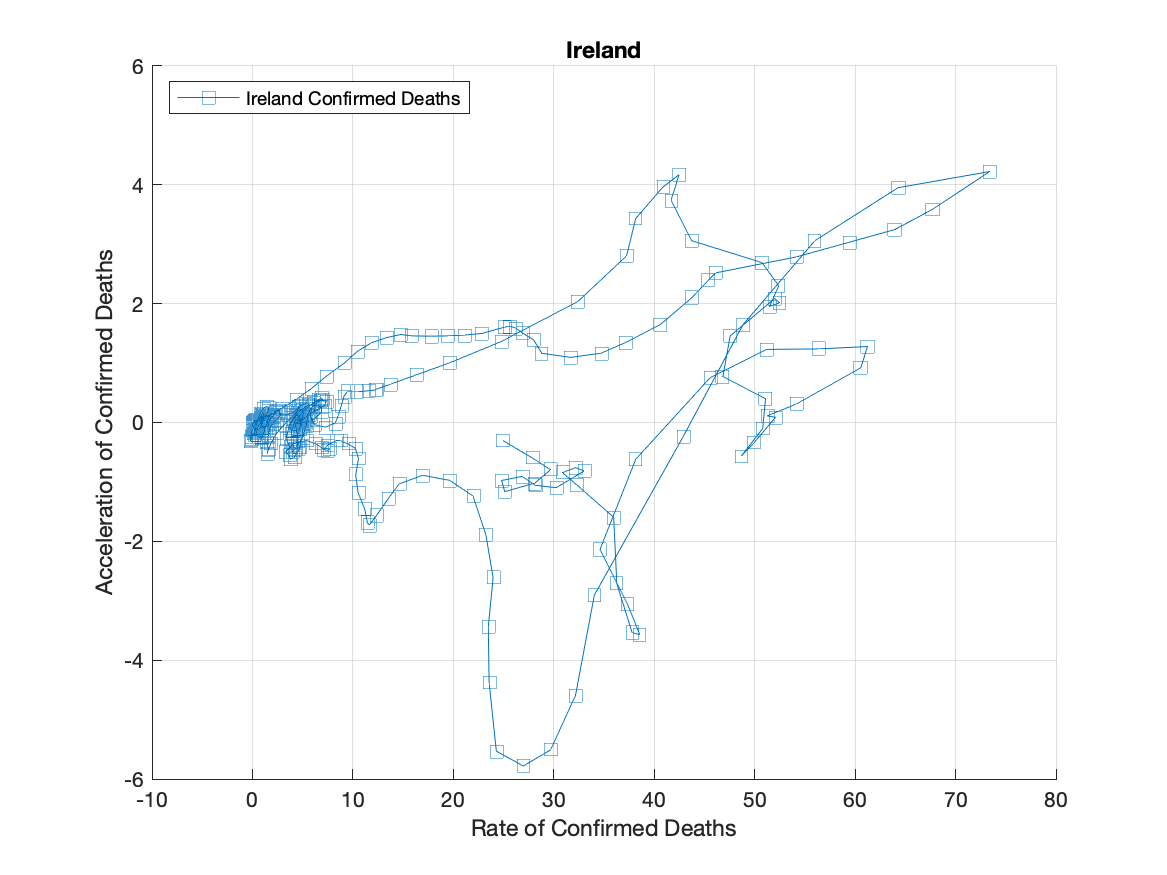 Ireland
Ireland Confirmed Deaths
6
4
2
0
-2
-4
-6
Acceleration of Confirmed Deaths
-10 0 10 20 30 40 50 60 70 80
Rate of Confirmed Deaths